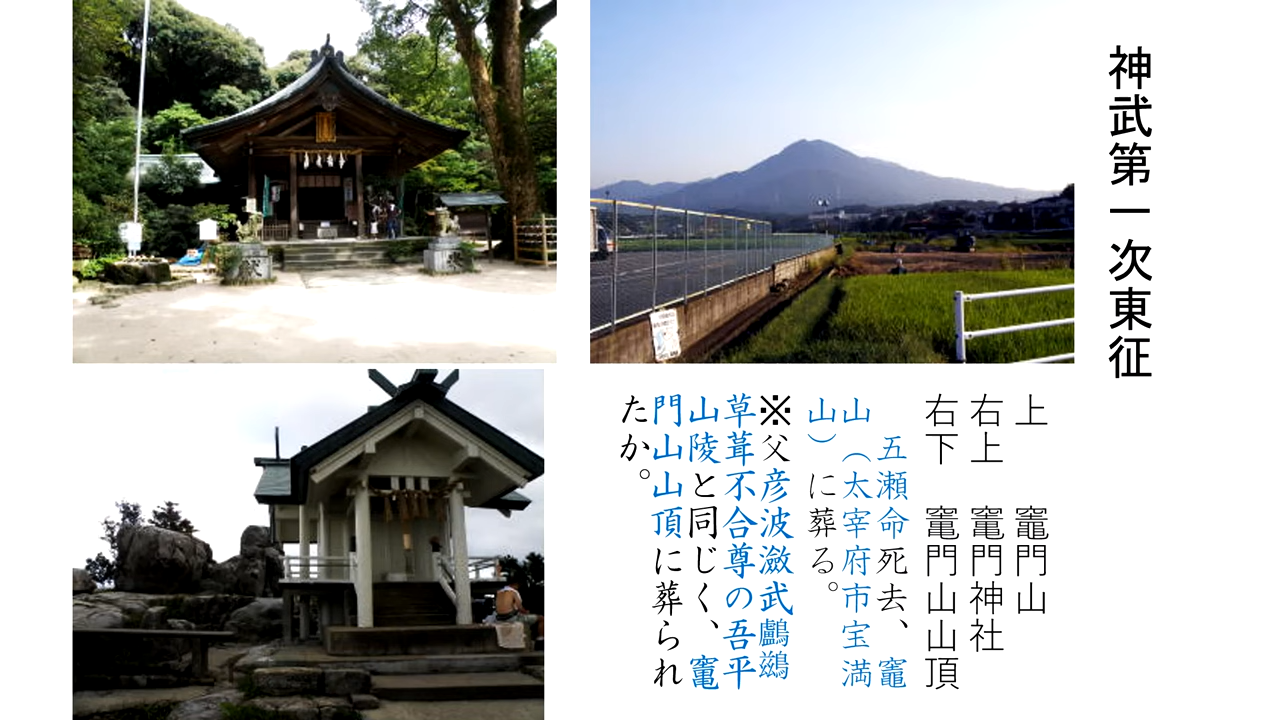 神武第一次東征
上　竈門山
右上　竈門神社
右下　竈門山山頂
五瀬命死去、竈
山（太宰府市宝満
山）に葬る。
※父彦波瀲武鸕鷀
草葺不合尊の吾平
山陵と同じく、竈
門山山頂に葬られ
たか。